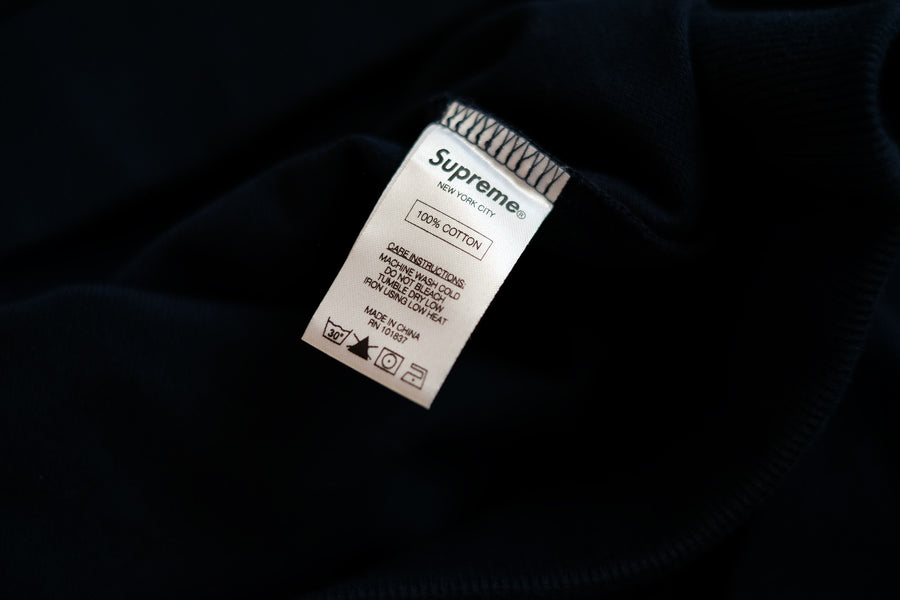 Supreme®
NEW YORK CITY
100% COTTON
CARE INSTRUCTIONS:
MACHINE WASH COLD
DO NOT BLEACH
TUMBLE DRY LOW
IRON USING LOW HEAT
MADE IN CHINA
RN 101837
30°